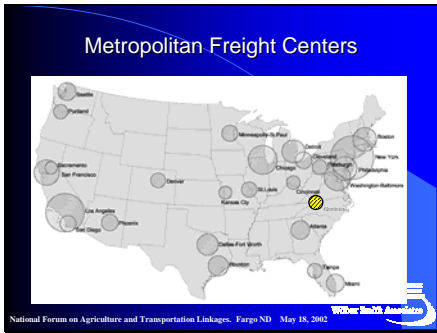 Metropolitan Freight Centers
Seattle
Portland
Minneapolis-St.Paul
Boston
Detroit
Cleveland
New York
Sacramento
San Francisco
Chicago
Pittsburgh
Philadelphia
Denver
St.Louis
Cincinnati
Washington-Baltimore
Kansas City
Los Angeles
San Diego
Phoenix
Atlanta
Dallas-Fort Worth
Houston
Tampa
Miami
Wilbur Smith Associates
National Forum on Agriculture and Transportation Linkages. Fargo ND May 18, 2002